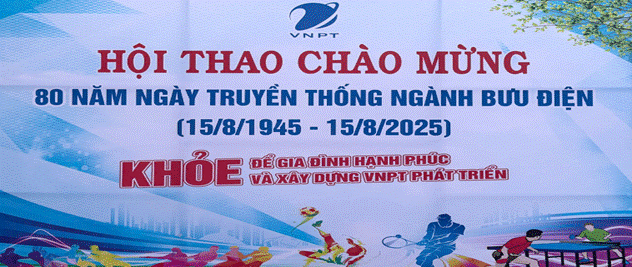 VNPT
HỘI THAO CHÀO MỪNG
80 NĂM NGÀY TRUYỀN THỐNG NGÀNH BƯU ĐIỆN
(15/8/1945 - 15/8/2025)
KHỎE ĐỂ GIA ĐÌNH HẠNH PHÚC
VÀ XÂY DỰNG VNPT PHÁT TRIỂN